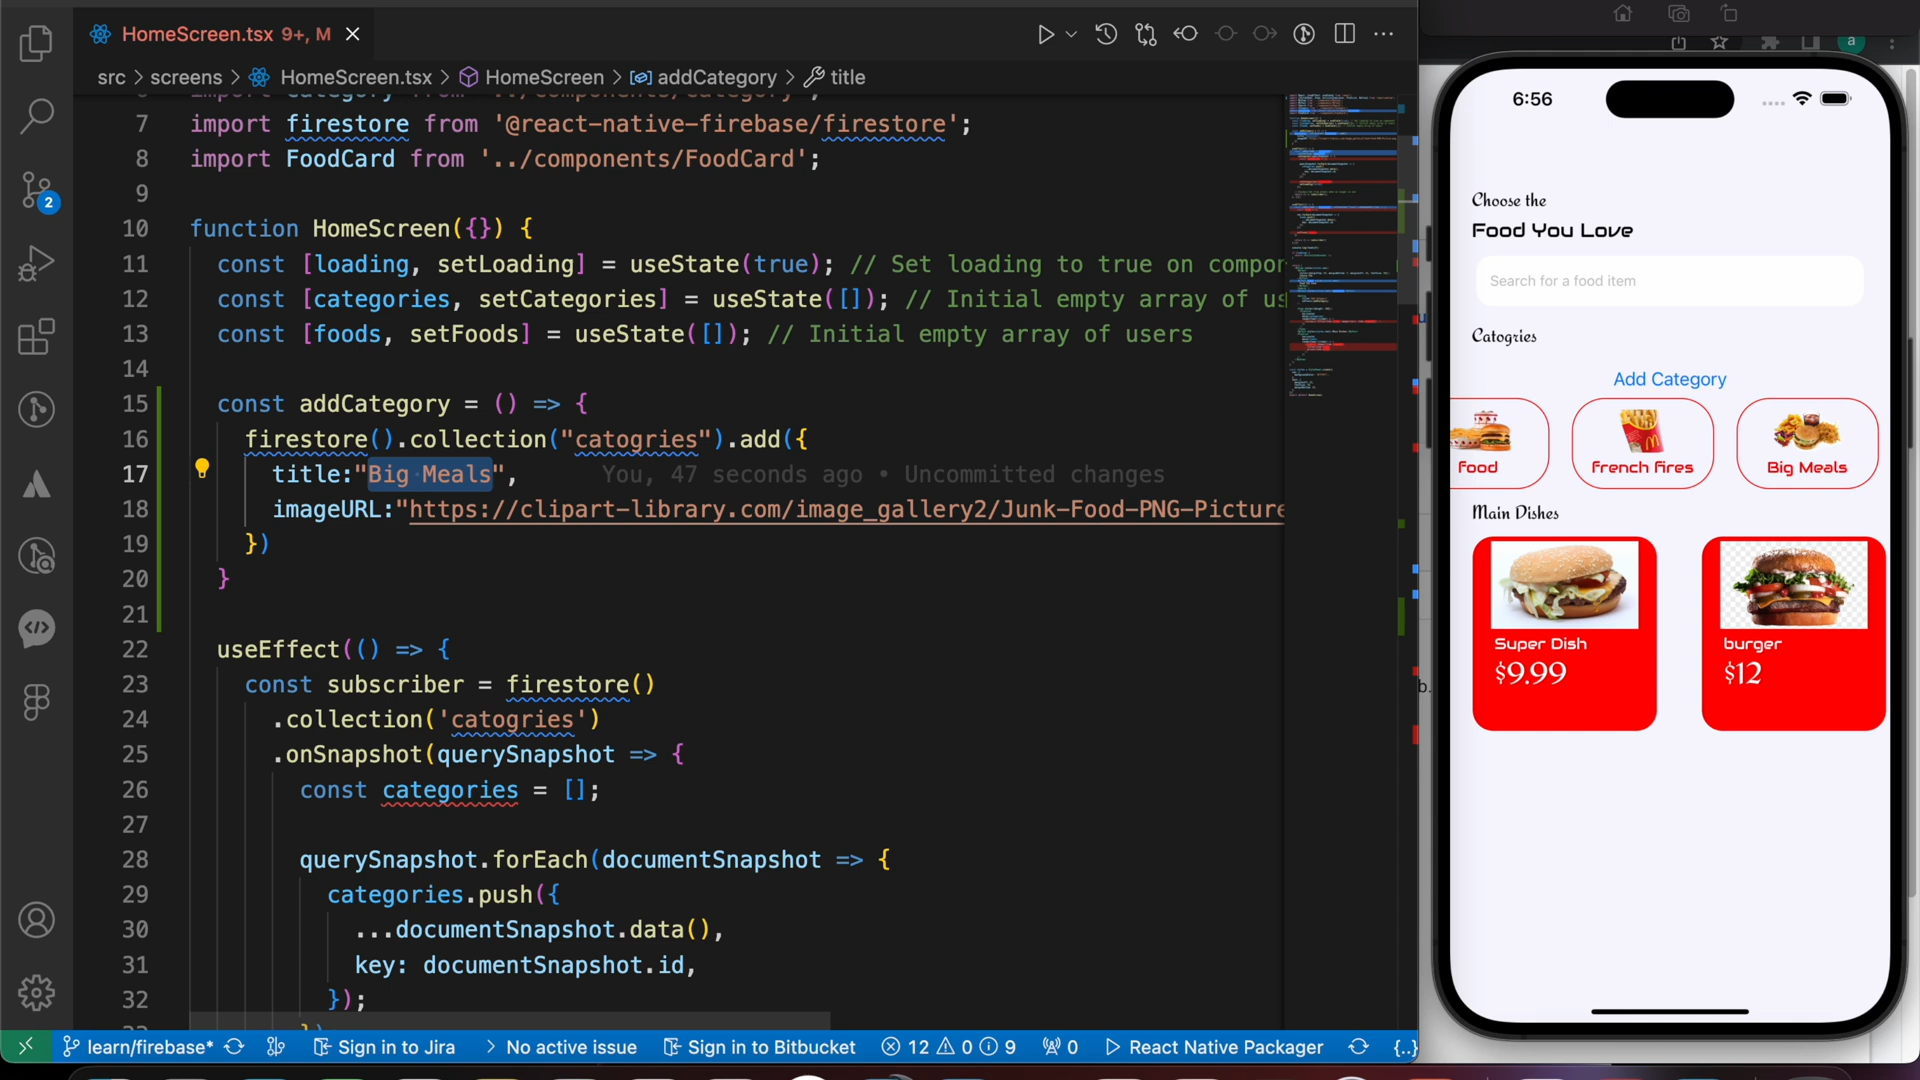 HomeScreen.tsx 9+, M
src > screens > HomeScreen.tsx > HomeScreen > addCategory > title
7 import firestore from '@react-native-firebase/firestore';
8 import FoodCard from '../components/FoodCard';
9
10 function HomeScreen({}) {
11 const [loading, setLoading] = useState(true); // Set loading to true on compon
12 const [categories, setCategories] = useState([]); // Initial empty array of us
13 const [foods, setFoods] = useState([]); // Initial empty array of users
14
15 const addCategory = () => {
16 firestore().collection("catogries").add({
17 title:"Big Meals", You, 47 seconds ago • Uncommitted changes
18 imageURL:"https://clipart-library.com/image_gallery2/Junk-Food-PNG-Picture
19 })
20 }
21
22 useEffect(() => {
23 const subscriber = firestore()
24 .collection('catogries')
25 .onSnapshot(querySnapshot => {
26 const categories = [];
27
28 querySnapshot.forEach(documentSnapshot => {
29 categories.push({
30 ...documentSnapshot.data(),
31 key: documentSnapshot.id,
32 });
2
learn/firebase* Sign in to Jira > No active issue Sign in to Bitbucket 12 0 9 0 React Native Packager {..}
a
6:56
Choose the
Food You Love
Search for a food item
Catogries
Add Category
Food
french fires
Big Meals
Main Dishes
Super Dish
$9.99
burger
$12
b.